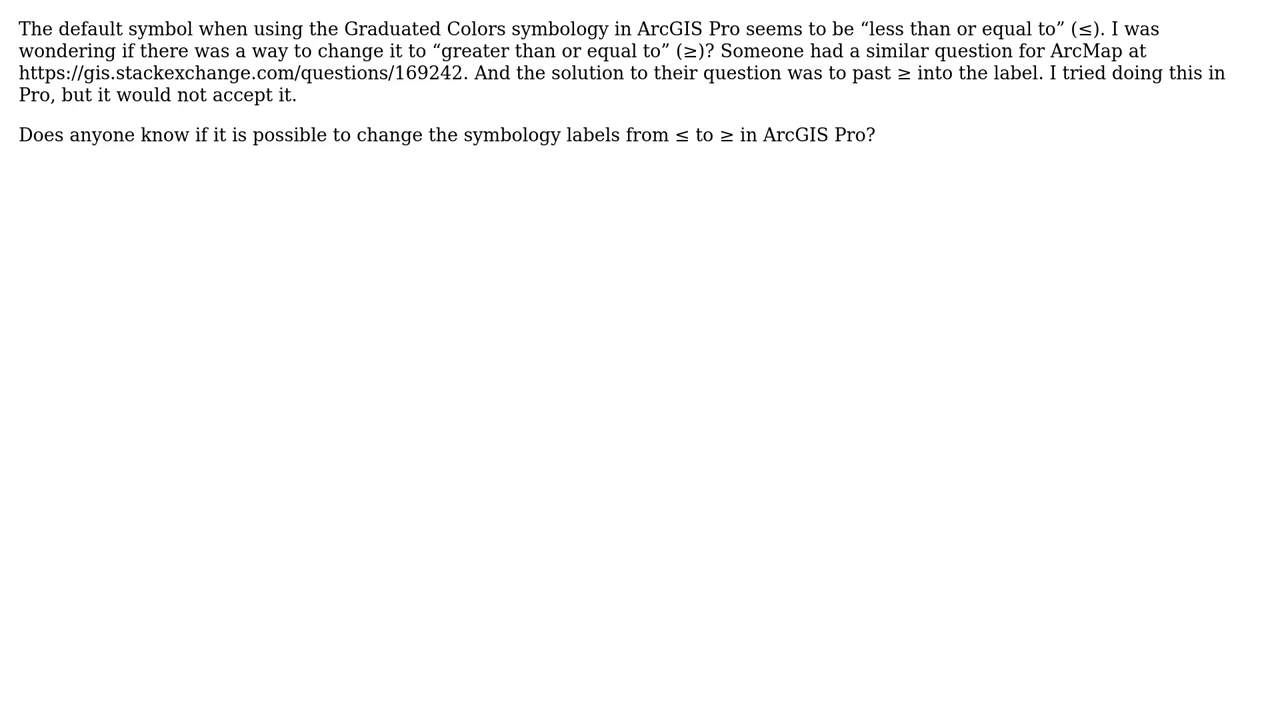 The default symbol when using the Graduated Colors symbology in ArcGIS Pro seems to be “less than or equal to” (≤). I was
wondering if there was a way to change it to “greater than or equal to” (≥)? Someone had a similar question for ArcMap at
https://gis.stackexchange.com/questions/169242. And the solution to their question was to past ≥ into the label. I tried doing this in
Pro, but it would not accept it.
Does anyone know if it is possible to change the symbology labels from ≤ to ≥ in ArcGIS Pro?